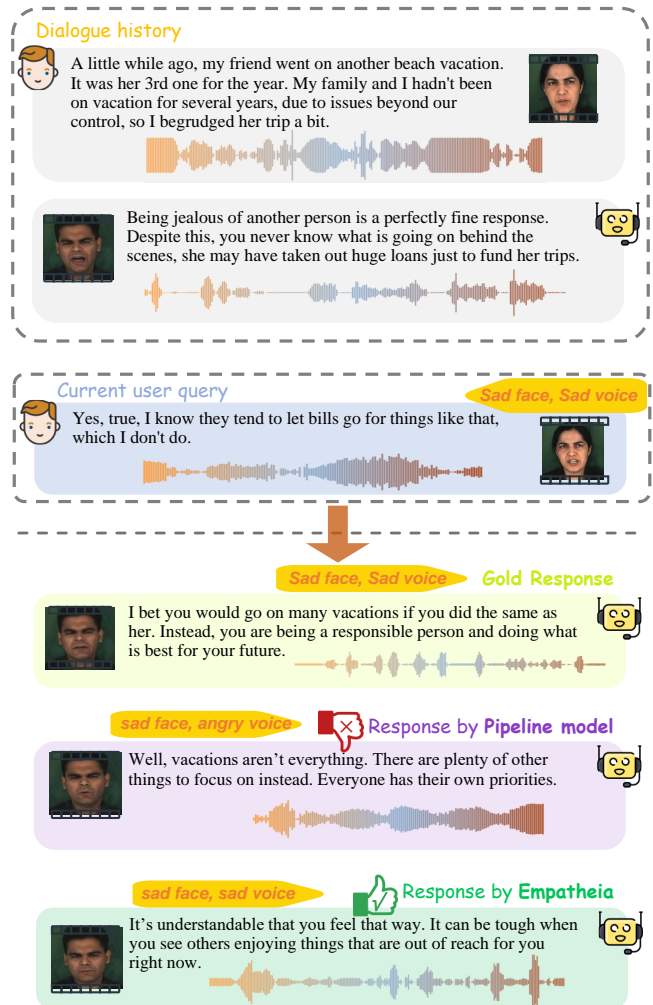 Dialogue history
A little while ago, my friend went on another beach vacation.
It was her 3rd one for the year. My family and I hadn't been
on vacation for several years, due to issues beyond our
control, so I begrudged her trip a bit.
Being jealous of another person is a perfectly fine response.
Despite this, you never know what is going on behind the
scenes, she may have taken out huge loans just to fund her trips.
Current user query
Sad face, Sad voice
Yes, true, I know they tend to let bills go for things like that,
which I don't do.
Sad face, Sad voice
Gold Response
I bet you would go on many vacations if you did the same as
her. Instead, you are being a responsible person and doing what
is best for your future.
sad face, angry voice
Response by Pipeline model
Well, vacations aren't everything. There are plenty of other
things to focus on instead. Everyone has their own priorities.
sad face, sad voice
Response by Empatheia
It's understandable that you feel that way. It can be tough when
you see others enjoying things that are out of reach for you
right now.